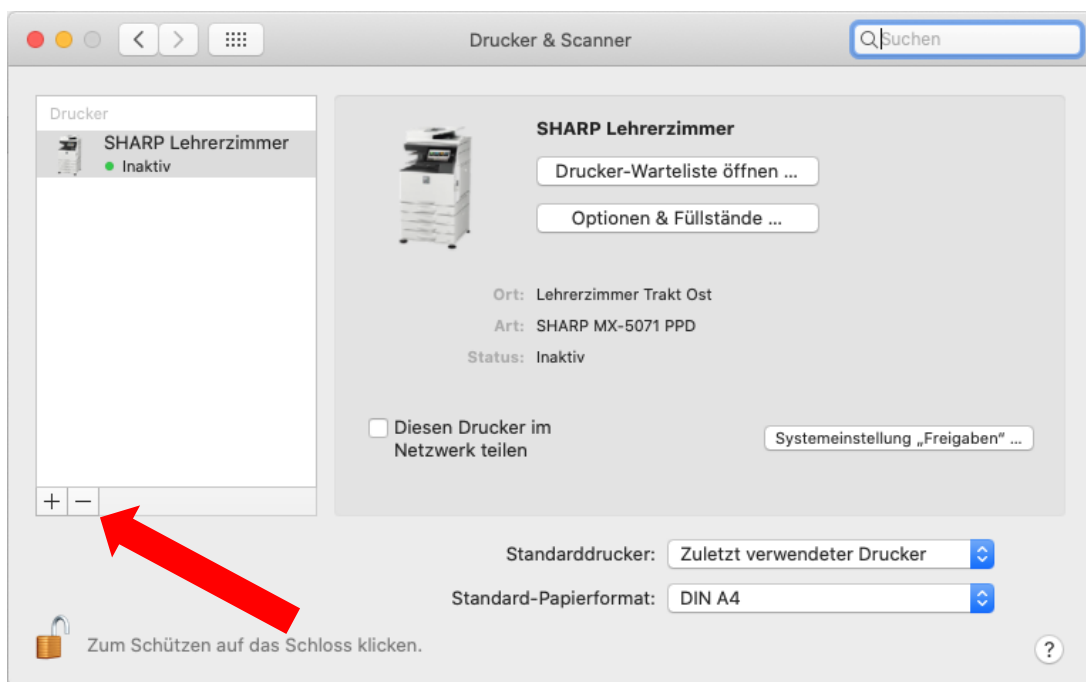 Drucker & Scanner
Suchen
Drucker
SHARP Lehrerzimmer
Inaktiv
SHARP Lehrerzimmer
Drucker-Warteliste öffnen ...
Optionen & Füllstände ...
Ort: Lehrerzimmer Trakt Ost
Art: SHARP MX-5071 PPD
Status: Inaktiv
Diesen Drucker im
Netzwerk teilen
Systemeinstellung „Freigaben“ ...
+ −
Standarddrucker: Zuletzt verwendeter Drucker
Standard-Papierformat: DIN A4
Zum Schützen auf das Schloss klicken.
?